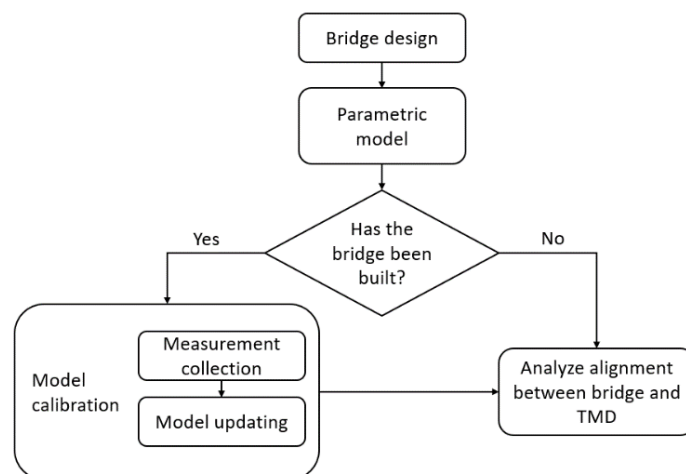 Bridge design
Parametric
model
Has the
bridge been
built?
Yes
No
Model
calibration
Measurement
collection
Model updating
Analyze alignment
between bridge and
TMD